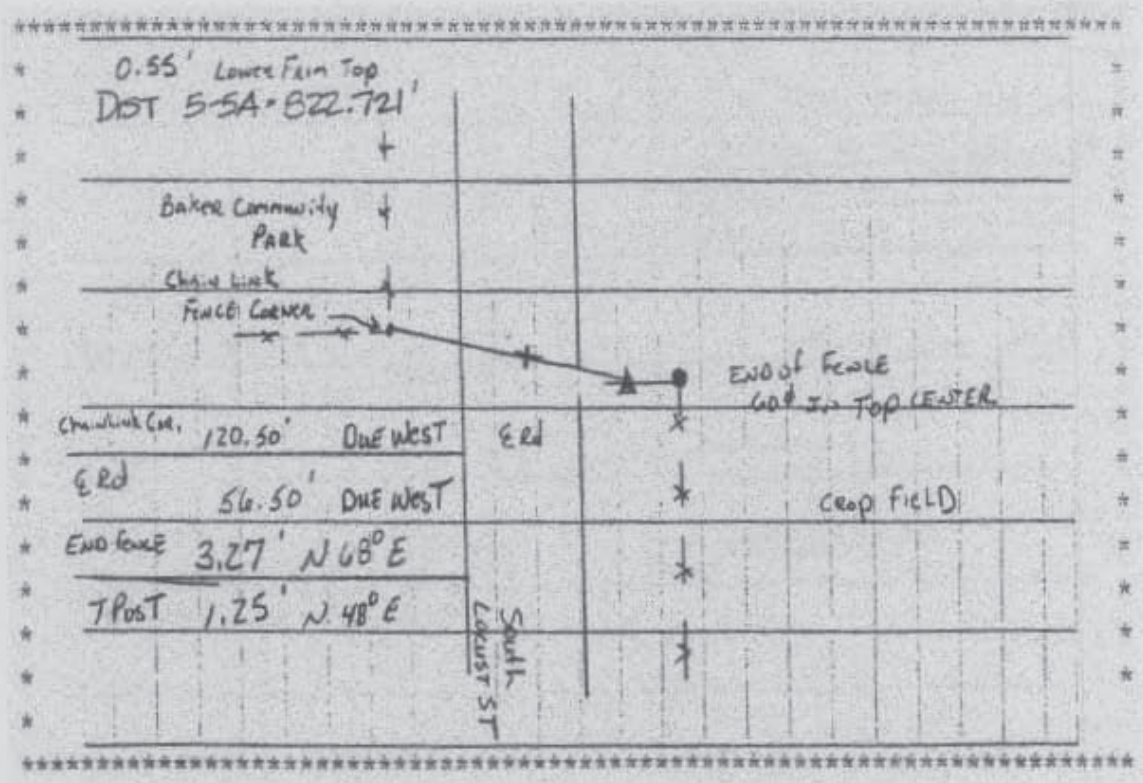 0.55' Lower From Top
DIST 5-5A = 822.721'
Baker Community
PARK
Chain Link
FENCE CORNER
END of FENCE
60d IN TOP CENTER
ChainLink Cor. 120.50' DUE WEST
℄ Rd
℄ Rd 56.50' DUE WEST
CROP FIELD
END FENCE 3.27' N 68° E
T POST 1.25' N 48° E
South
LOCUST ST